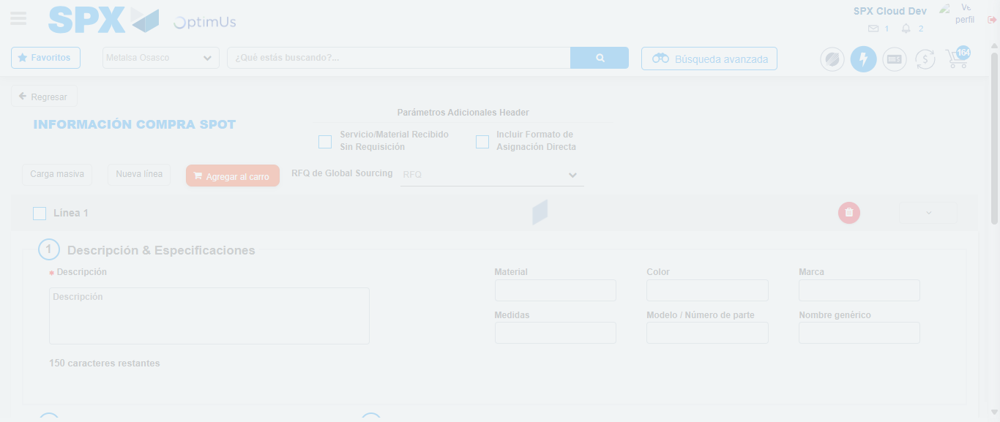 SPX OptimUs
SPX Cloud Dev
Ve
perfil
1 2
Favoritos
Metalsa Osasco
¿Qué estás buscando?...
Búsqueda avanzada
164
Regresar
INFORMACIÓN COMPRA SPOT
Parámetros Adicionales Header
Servicio/Material Recibido
Sin Requisición
Incluir Formato de
Asignación Directa
Carga masiva
Nueva línea
Agregar al carro
RFQ de Global Sourcing
RFQ
Línea 1
1 Descripción & Especificaciones
* Descripción
Descripción
150 caracteres restantes
Material
Color
Marca
Medidas
Modelo / Número de parte
Nombre genérico